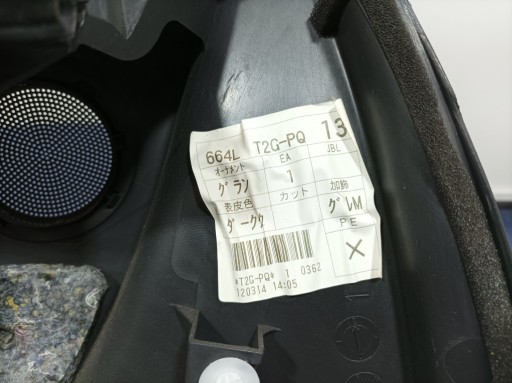 664L T2G-PQ 13
オーナメント EA JBL
グラン 1
表皮色 カット 加飾
ダークグ グレM
PE
×
*T2G-PQ* 1 0362
120314 14:05